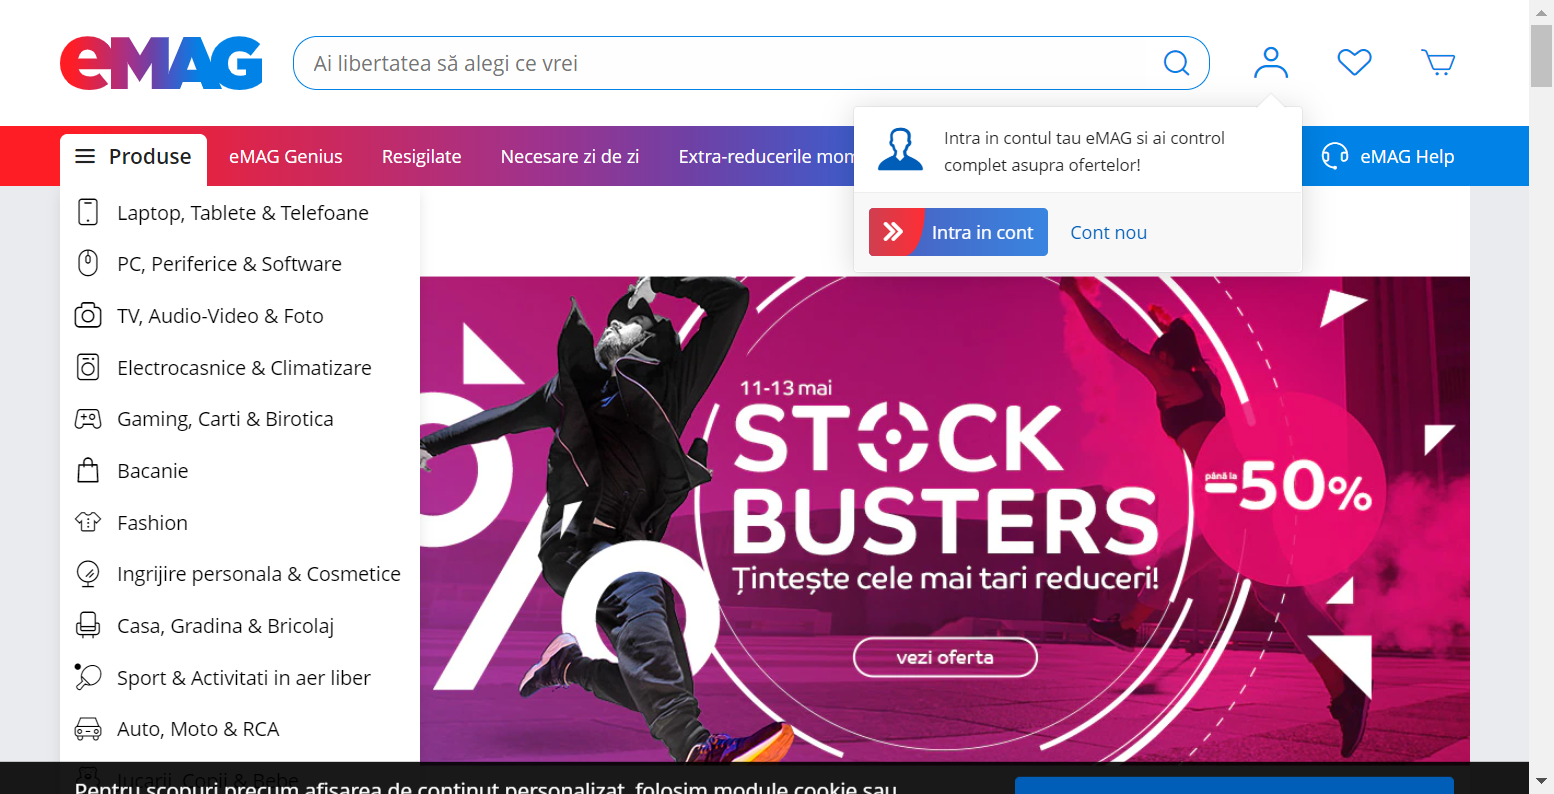 eMAG
Ai libertatea să alegi ce vrei
Produse
eMAG Genius
Resigilate
Necesare zi de zi
Extra-reducerile mom
eMAG Help
Intra in contul tau eMAG si ai control
complet asupra ofertelor!
Intra in cont
Cont nou
Laptop, Tablete & Telefoane
PC, Periferice & Software
TV, Audio-Video & Foto
Electrocasnice & Climatizare
Gaming, Carti & Birotica
Bacanie
Fashion
Ingrijire personala & Cosmetice
Casa, Gradina & Bricolaj
Sport & Activitati in aer liber
Auto, Moto & RCA
Jucarii, Copii & Bebe
%
11-13 mai
STOCK
BUSTERS
Țintește cele mai tari reduceri!
vezi oferta
până la
-50%
Pentru scopuri precum afișarea de conținut personalizat, folosim module cookie sau